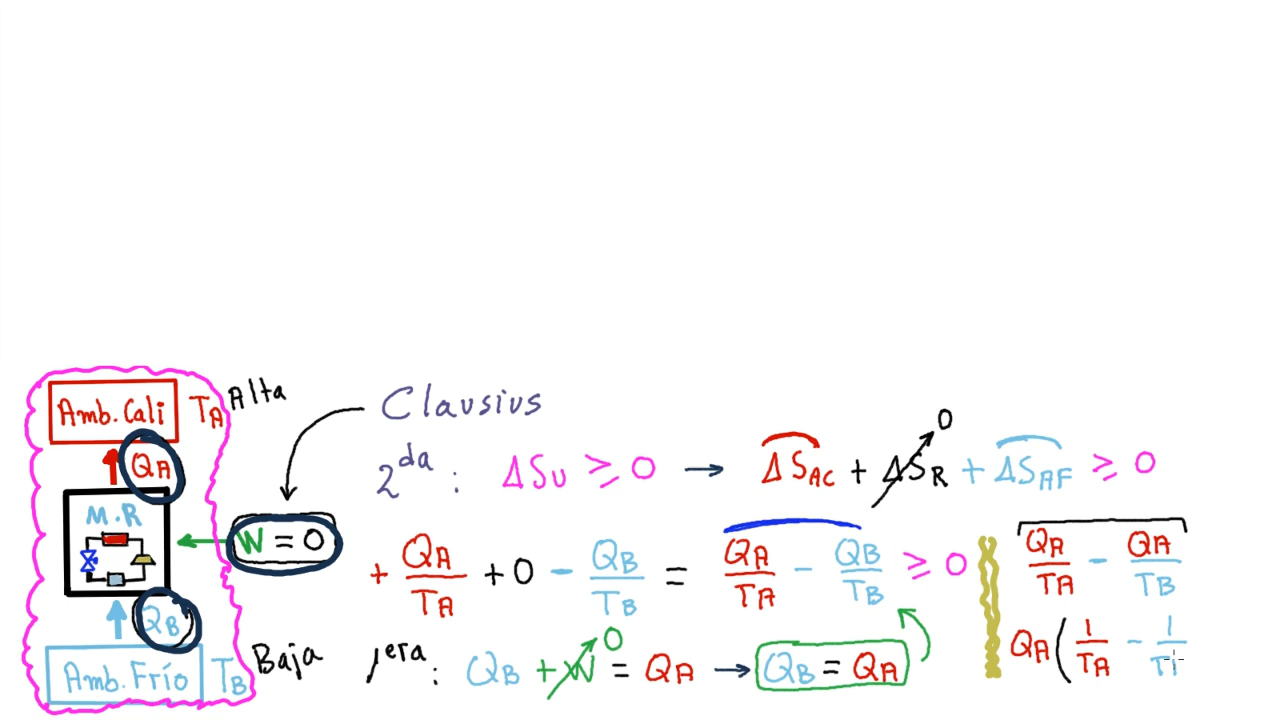 Amb. Cali TA Alta
QA
M.R
W = 0
QB
Amb. Frío TB Baja
Clausius
2da : ΔSU ≥ 0 → ΔSAC + ΔSR 0 + ΔSAF ≥ 0
+ QA/TA + 0 − QB/TB = QA/TA − QB/TB ≥ 0
1era : QB + W 0 = QA → QB = QA
QA/TA − QA/TB
QA ( 1/TA − 1/T